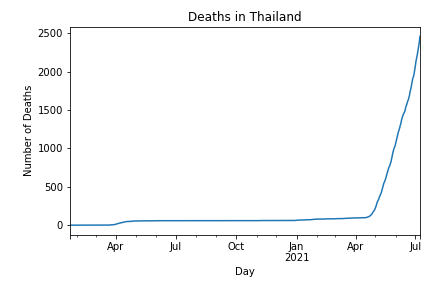 Deaths in Thailand
2500
2000
1500
1000
500
0
Number of Deaths
Apr Jul Oct Jan Apr Jul
2021
Day